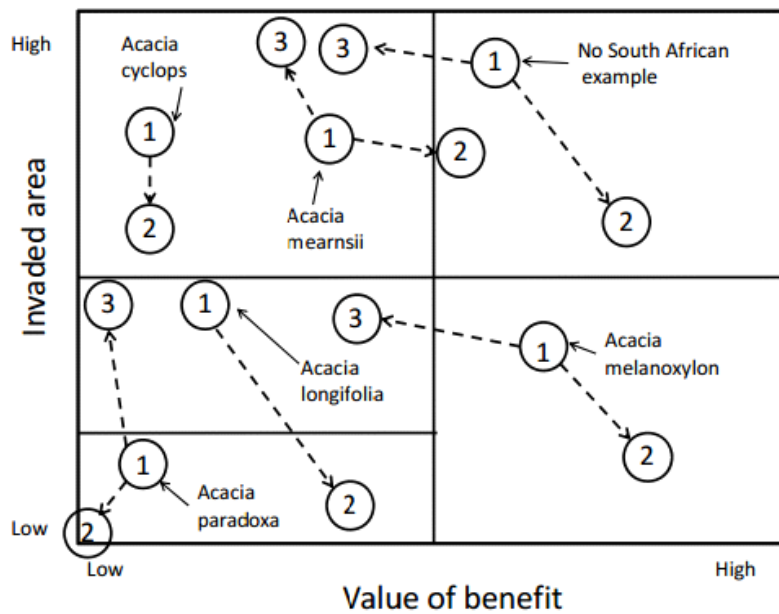 High
Acacia
cyclops
3
3
1
No South African
example
1
1
2
2
2
Acacia
mearnsii
Invaded area
3
1
3
1
Acacia
melanoxylon
Acacia
longifolia
1
2
Acacia
paradoxa
2
Low
2
Low
High
Value of benefit